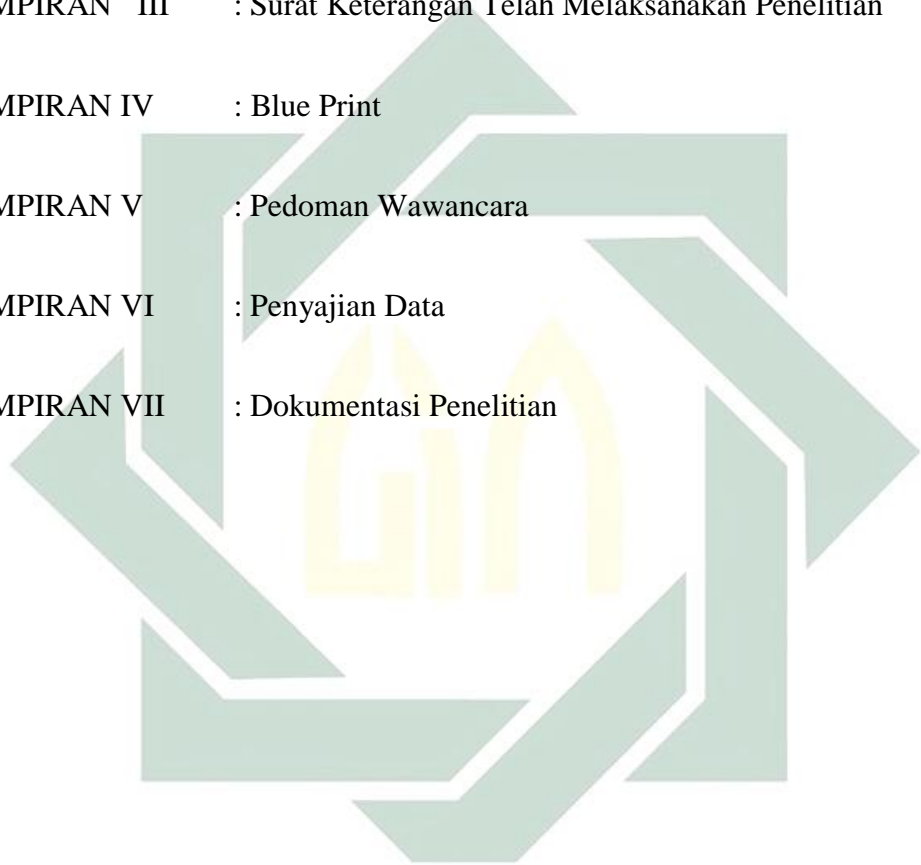 MPIRAN III : Surat Keterangan Telah Melaksanakan Penelitian
MPIRAN IV : Blue Print
MPIRAN V : Pedoman Wawancara
MPIRAN VI : Penyajian Data
MPIRAN VII : Dokumentasi Penelitian